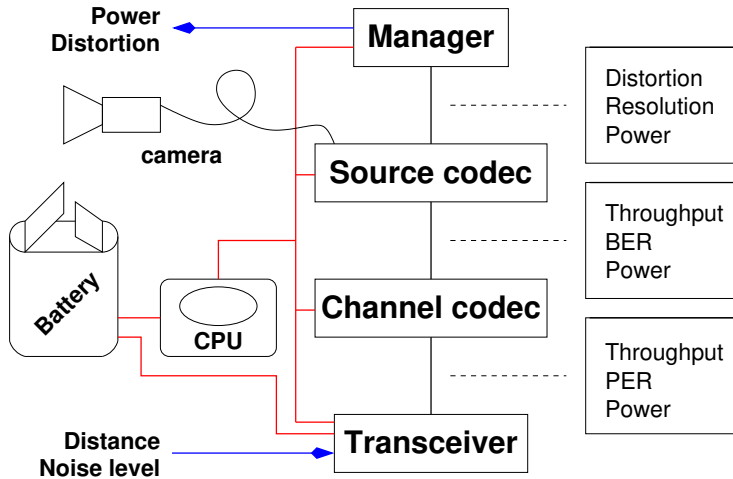 Power
Distortion
Manager
Distortion
Resolution
Power
camera
Source codec
Throughput
BER
Power
Battery
CPU
Channel codec
Throughput
PER
Power
Distance
Noise level
Transceiver